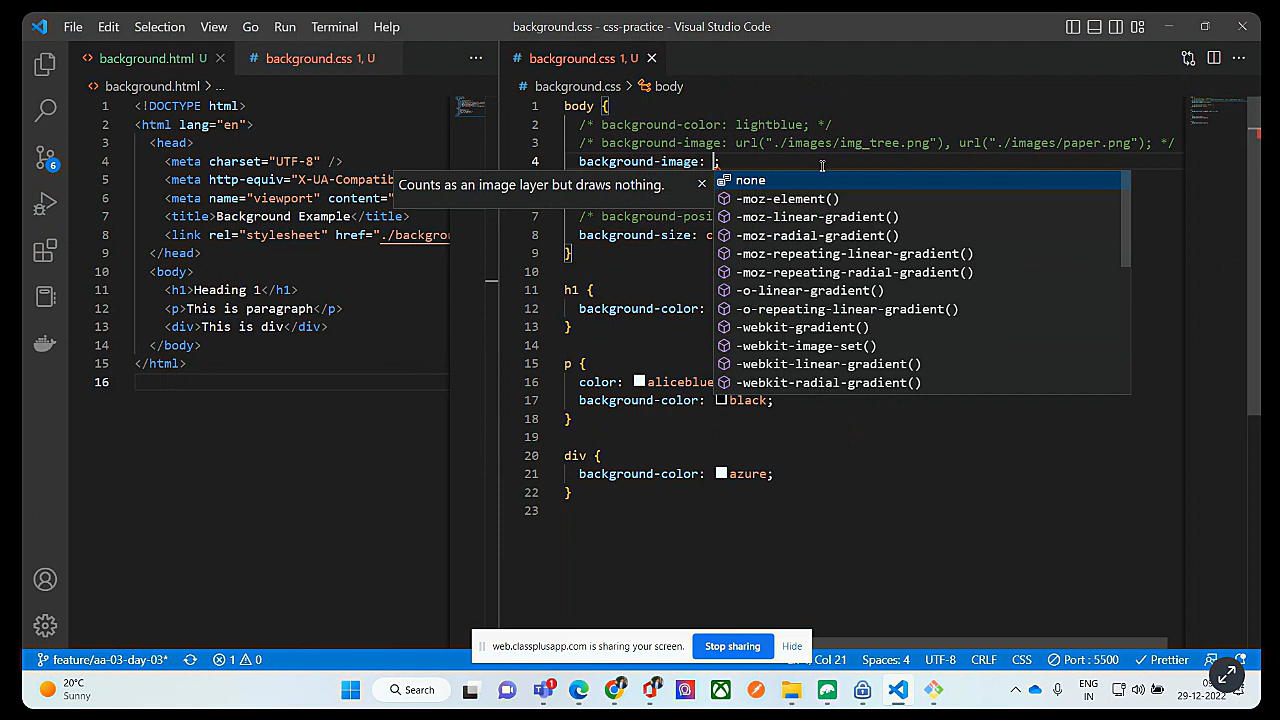 File Edit Selection View Go Run Terminal Help
background.css - css-practice - Visual Studio Code
background.html U
background.css 1, U
background.css 1, U
background.html > ...
background.css > body
1 <!DOCTYPE html>
2 <html lang="en">
3 <head>
4 <meta charset="UTF-8" />
5 <meta http-equiv="X-UA-Compatib
6 <meta name="viewport" content="
7 <title>Background Example</title>
8 <link rel="stylesheet" href="./backgrou
9 </head>
10 <body>
11 <h1>Heading 1</h1>
12 <p>This is paragraph</p>
13 <div>This is div</div>
14 </body>
15 </html>
16
1 body {
2 /* background-color: lightblue; */
3 /* background-image: url("./images/img_tree.png"), url("./images/paper.png"); */
4 background-image: ;
Counts as an image layer but draws nothing.
none
-moz-element()
-moz-linear-gradient()
-moz-radial-gradient()
-moz-repeating-linear-gradient()
-moz-repeating-radial-gradient()
-o-linear-gradient()
-o-repeating-linear-gradient()
-webkit-gradient()
-webkit-image-set()
-webkit-linear-gradient()
-webkit-radial-gradient()
7 /* background-posi
8 background-size: c
9 }
10
11 h1 {
12 background-color:
13 }
14
15 p {
16 color: aliceblue
17 background-color: black;
18 }
19
20 div {
21 background-color: azure;
22 }
23
6
web.classplusapp.com is sharing your screen.
Stop sharing
Hide
feature/aa-03-day-03*
1 0
Col 21
Spaces: 4
UTF-8
CRLF
CSS
Port : 5500
Prettier
20°C
Sunny
Search
1
ENG
IN
29-12-2022